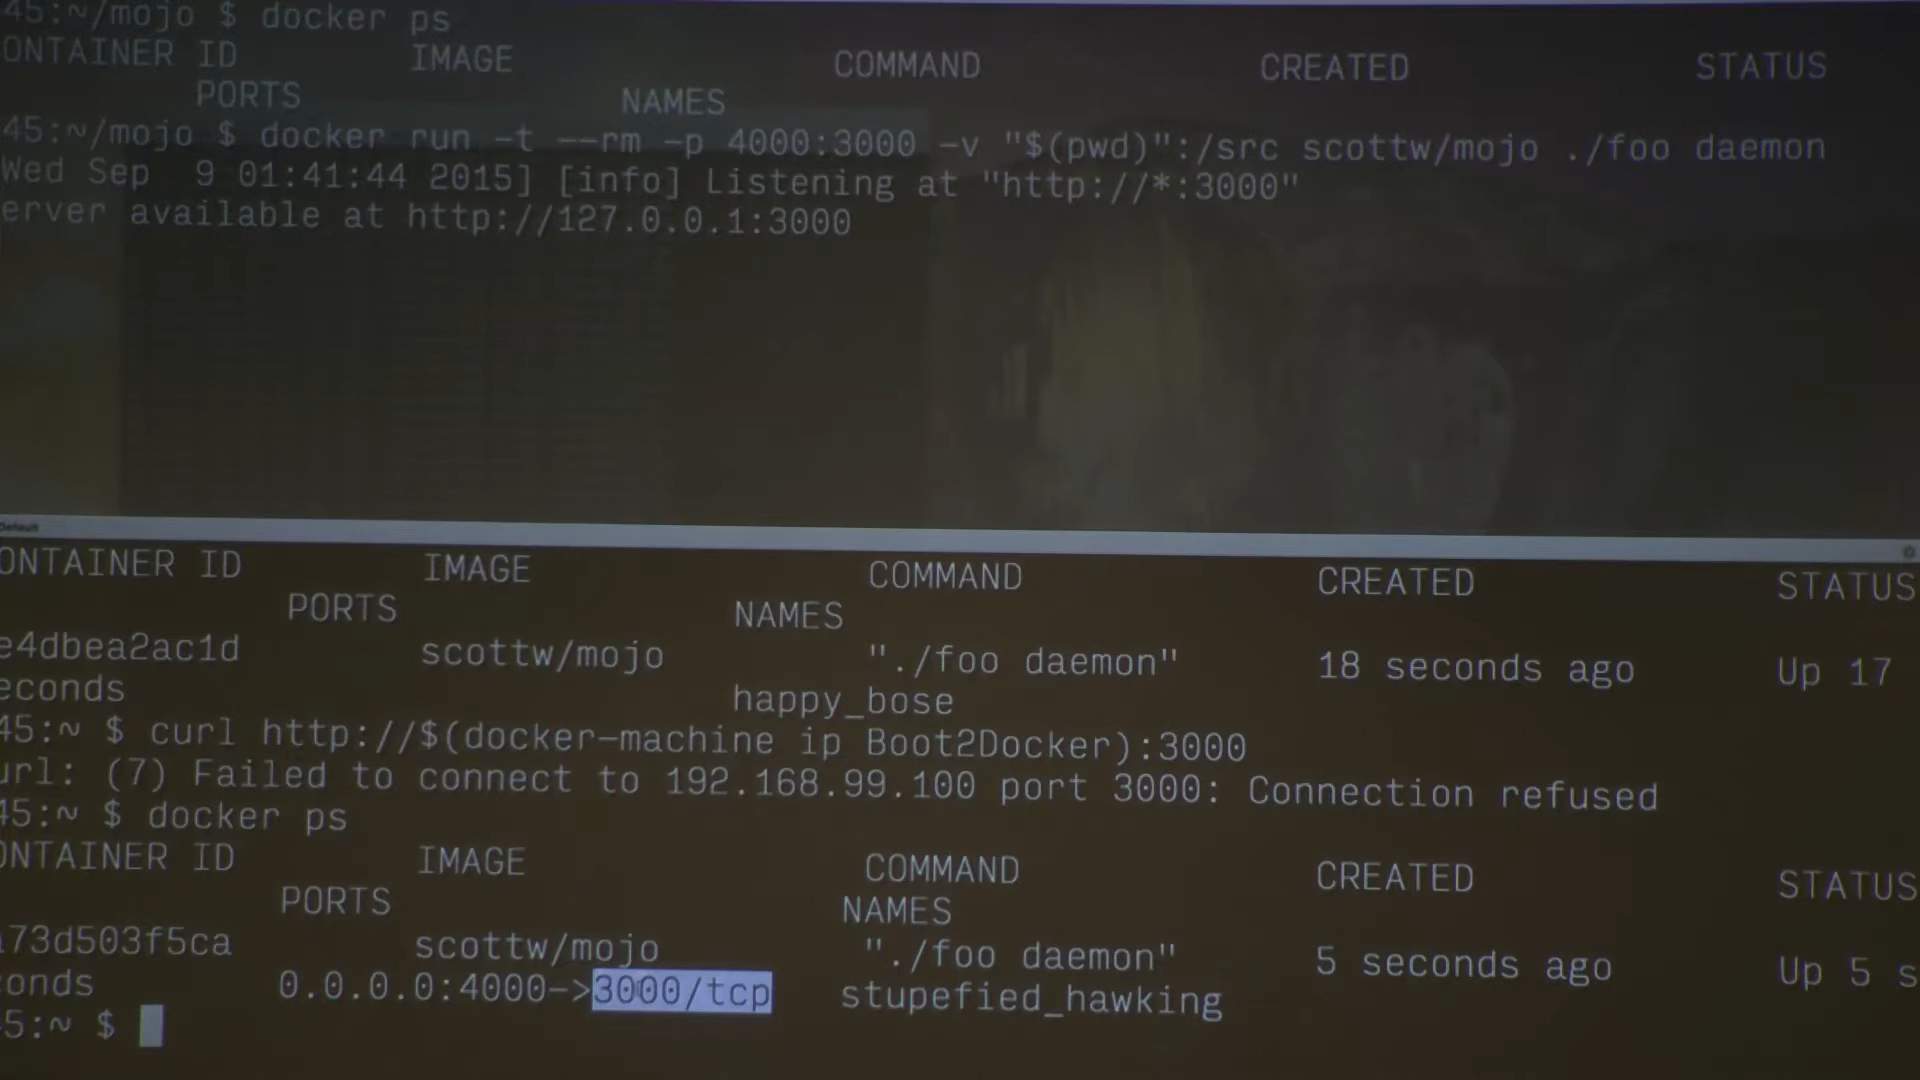 45:~/mojo $ docker ps
ONTAINER ID IMAGE COMMAND CREATED STATUS
PORTS NAMES
45:~/mojo $ docker run -t --rm -p 4000:3000 -v "$(pwd)":/src scottw/mojo ./foo daemon
Wed Sep 9 01:41:44 2015] [info] Listening at "http://*:3000"
erver available at http://127.0.0.1:3000
Default
ONTAINER ID IMAGE COMMAND CREATED STATUS
PORTS NAMES
e4dbea2ac1d scottw/mojo "./foo daemon" 18 seconds ago Up 17
econds happy_bose
45:~ $ curl http://$(docker-machine ip Boot2Docker):3000
url: (7) Failed to connect to 192.168.99.100 port 3000: Connection refused
45:~ $ docker ps
ONTAINER ID IMAGE COMMAND CREATED STATUS
PORTS NAMES
a73d503f5ca scottw/mojo "./foo daemon" 5 seconds ago Up 5 s
onds 0.0.0.0:4000->3000/tcp stupefied_hawking
45:~ $